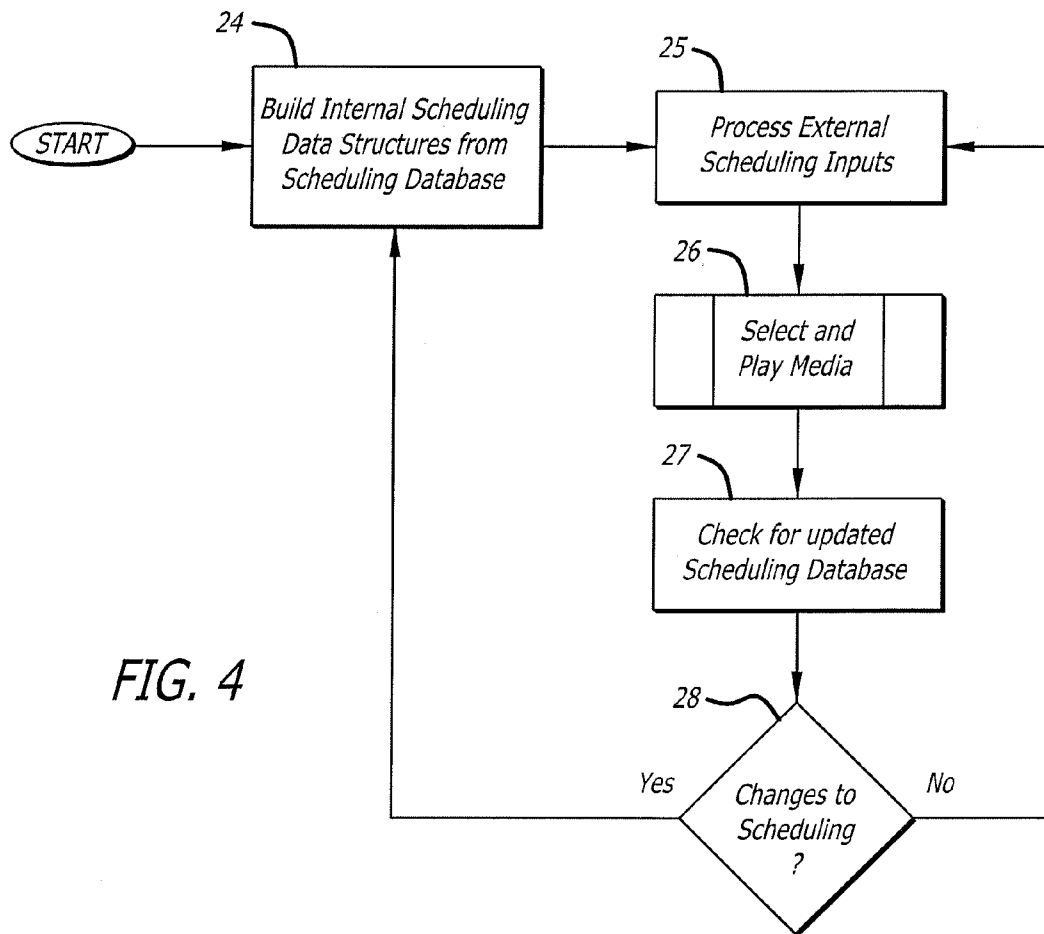 24
START
Build Internal Scheduling
Data Structures from
Scheduling Database
25
Process External
Scheduling Inputs
26
Select and
Play Media
27
Check for updated
Scheduling Database
28
Yes
Changes to
Scheduling
?
No
FIG. 4